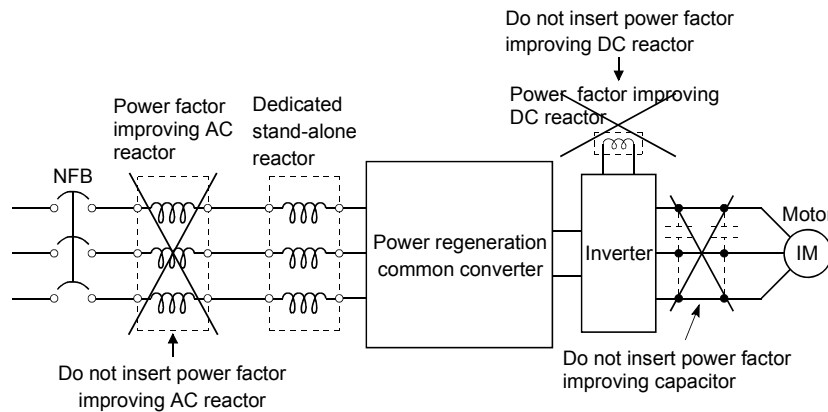 Do not insert power factor
improving DC reactor
Power factor improving
DC reactor
Power factor
improving AC
reactor
Dedicated
stand-alone
reactor
NFB
Power regeneration
common converter
Inverter
Motor
IM
Do not insert power factor
improving AC reactor
Do not insert power factor
improving capacitor